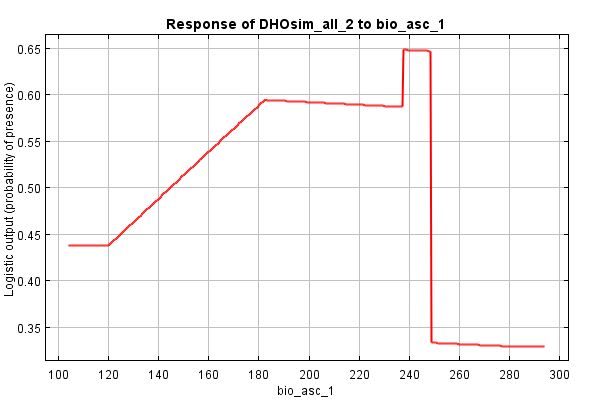 Response of DHOsim_all_2 to bio_asc_1
Logistic output (probability of presence)
0.65
0.60
0.55
0.50
0.45
0.40
0.35
100 120 140 160 180 200 220 240 260 280 300
bio_asc_1